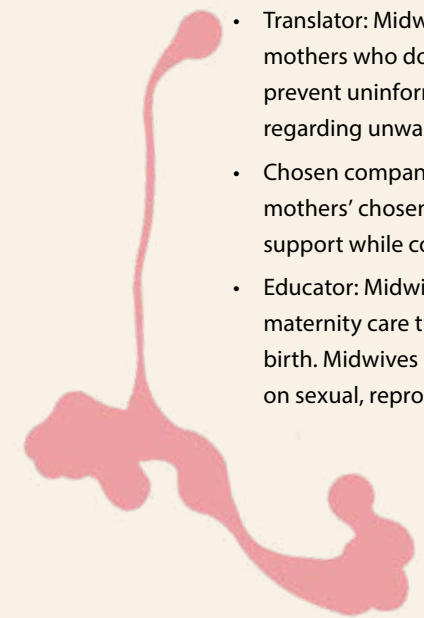 • Translator: Midw
mothers who do
prevent uninforr
regarding unwa
• Chosen compan
mothers' chosen
support while co
• Educator: Midwi
maternity care t
birth. Midwives
on sexual, repro